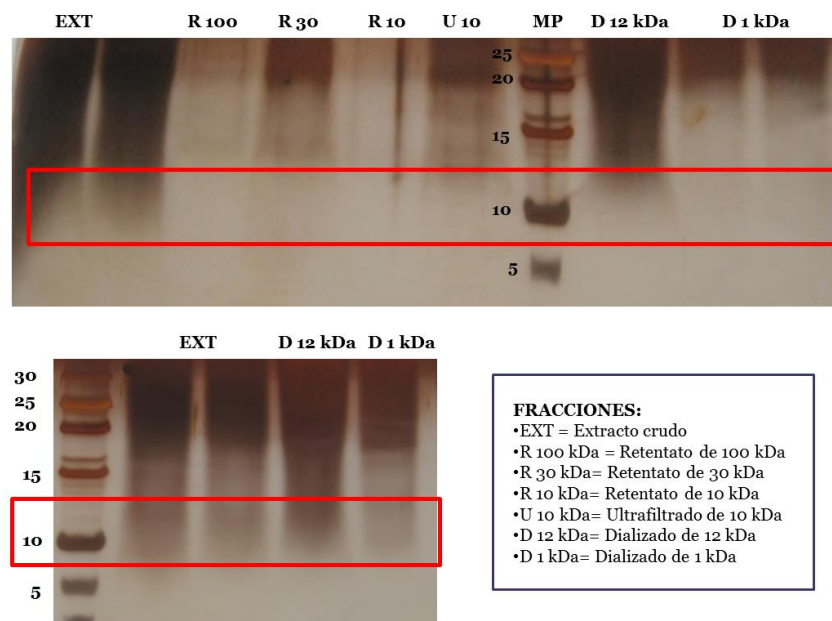 EXT R 100 R 30 R 10 U 10 MP D 12 kDa D 1 kDa
25
20
15
10
5
EXT D 12 kDa D 1 kDa
30
25
20
15
10
5
FRACCIONES:
•EXT = Extracto crudo
•R 100 kDa = Retentato de 100 kDa
•R 30 kDa= Retentato de 30 kDa
•R 10 kDa= Retentato de 10 kDa
•U 10 kDa= Ultrafiltrado de 10 kDa
•D 12 kDa= Dializado de 12 kDa
•D 1 kDa= Dializado de 1 kDa